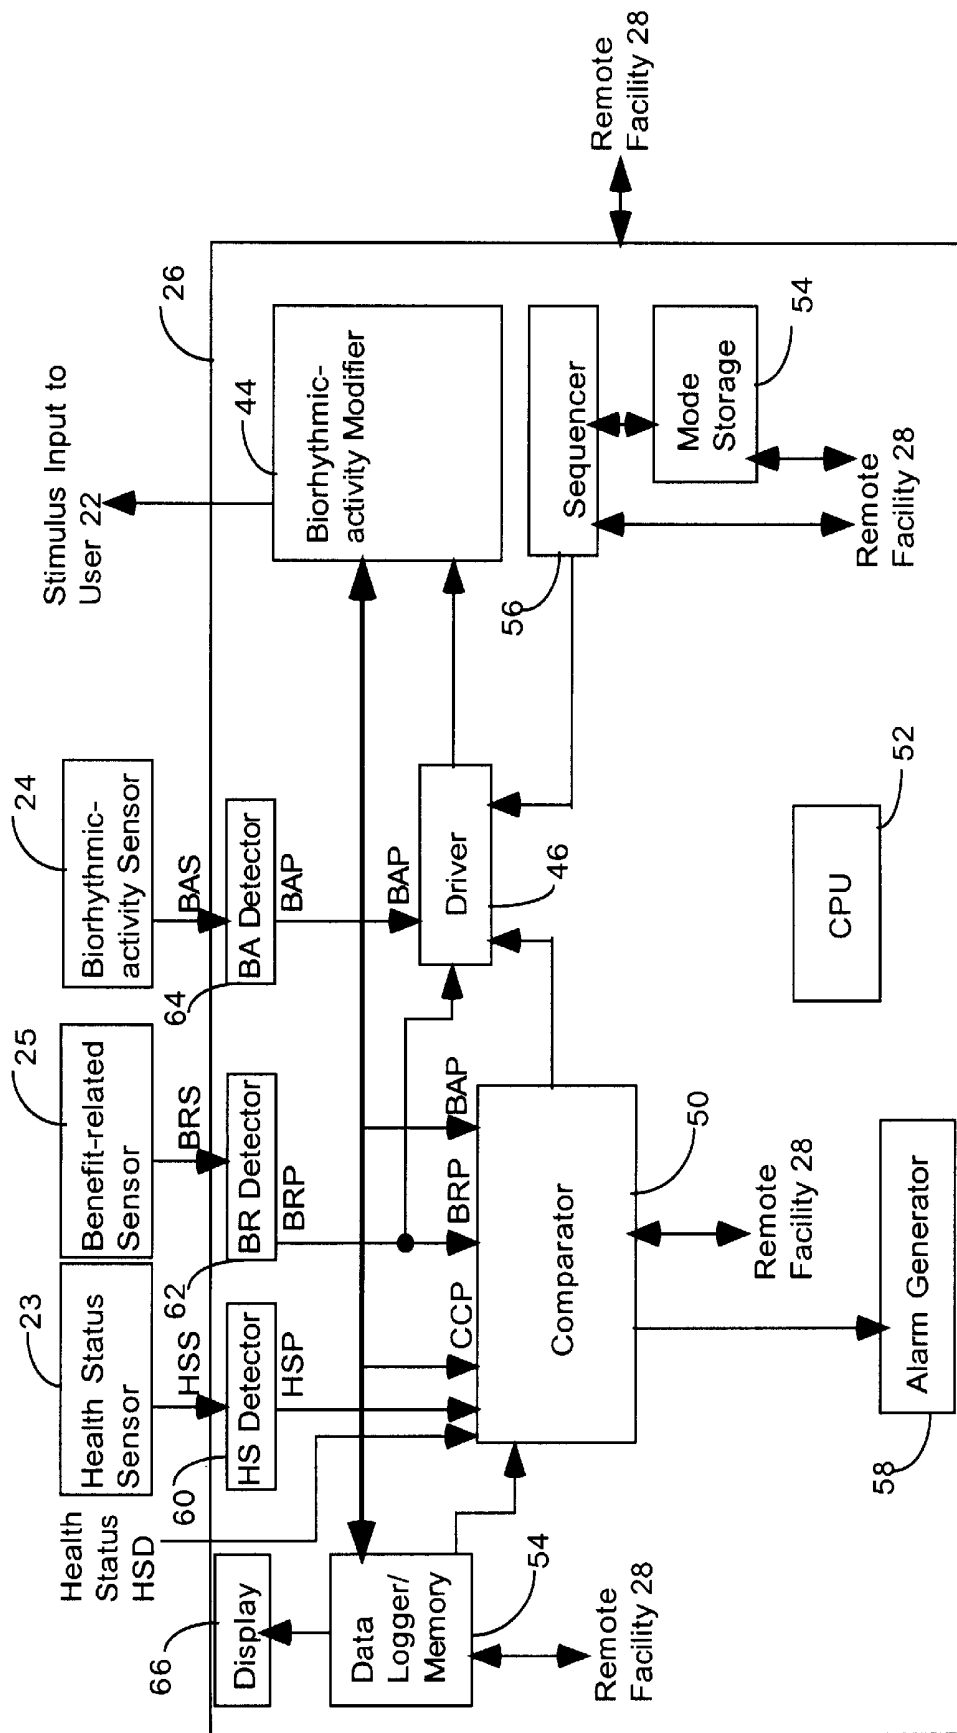 Health
Status
HSD
Health Status
Sensor
23
Benefit-related
Sensor
25
Biorhythmic-
activity Sensor
24
Stimulus Input to
User 22
26
66
Display
HSS
60
HS Detector
HSP
BRS
62
BR Detector
BRP
BAS
64
BA Detector
BAP
44
Biorhythmic-
activity Modifier
Remote
Facility 28
Data
Logger/
Memory
54
Remote
Facility 28
CCP
BRP
BAP
Comparator
50
Remote
Facility 28
BAP
Driver
46
56
Sequencer
Mode
Storage
54
Remote
Facility 28
58
Alarm Generator
CPU
52